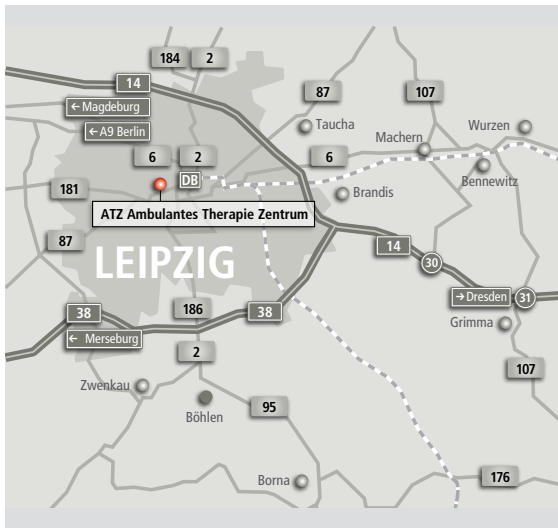 184
2
14
87
107
← Magdeburg
← A9 Berlin
Taucha
Machern
Wurzen
6
2
6
DB
Bennewitz
181
Brandis
ATZ Ambulantes Therapie Zentrum
87
LEIPZIG
14
30
→ Dresden
31
38
186
38
← Merseburg
Grimma
2
107
Zwenkau
Böhlen
95
Borna
176